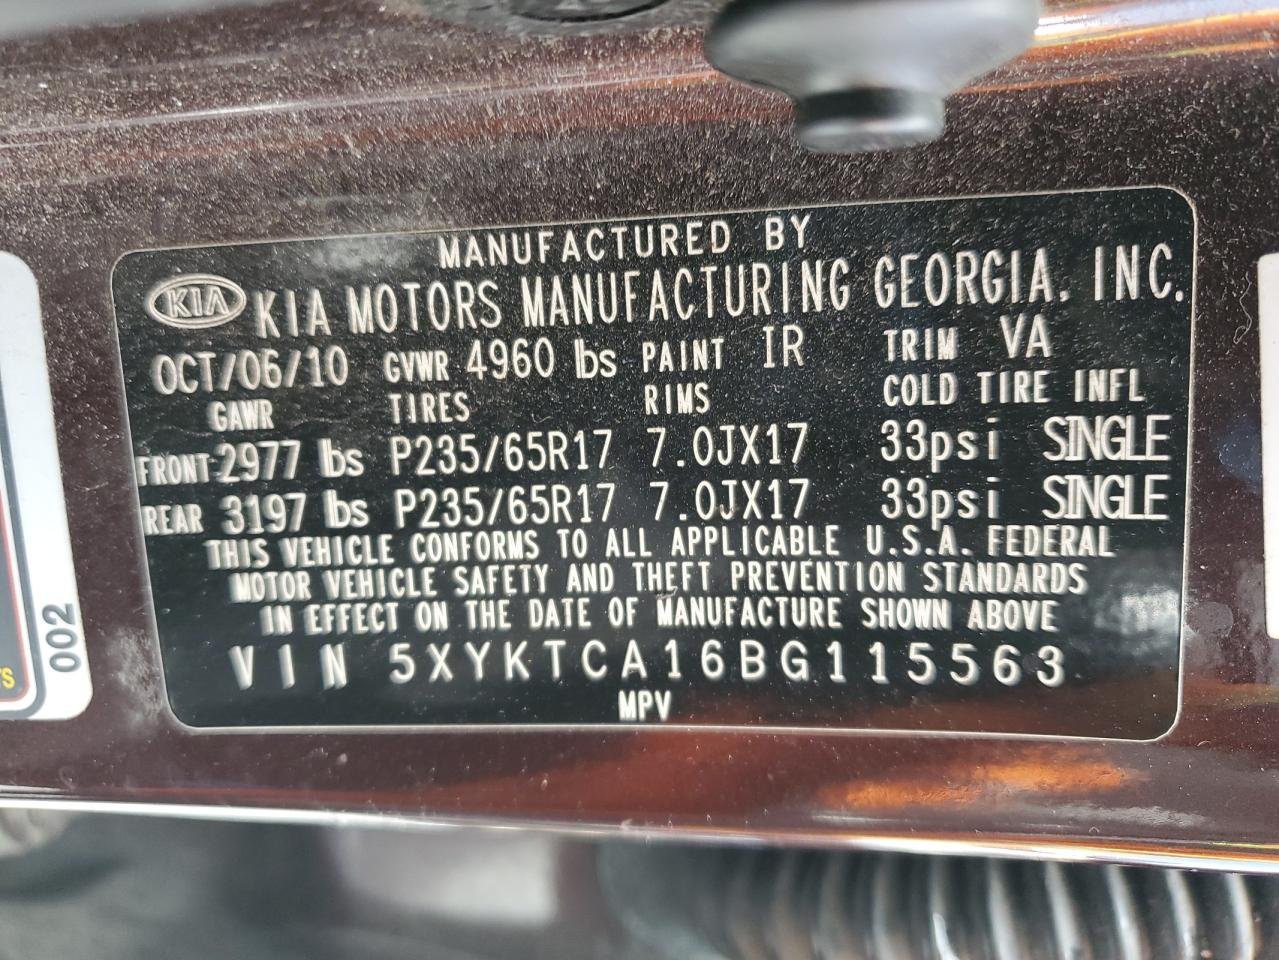 MANUFACTURED BY
KIA KIA MOTORS MANUFACTURING GEORGIA. INC.
OCT/06/10 GVWR 4960 lbs PAINT IR TRIM VA
GAWR TIRES RIMS COLD TIRE INFL
FRONT-2977 lbs P235/65R17 7.0JX17 33psi SINGLE
REAR 3197 lbs P235/65R17 7.0JX17 33psi SINGLE
THIS VEHICLE CONFORMS TO ALL APPLICABLE U.S.A. FEDERAL
MOTOR VEHICLE SAFETY AND THEFT PREVENTION STANDARDS
IN EFFECT ON THE DATE OF MANUFACTURE SHOWN ABOVE
VIN 5XYKTCA16BG115563
MPV
002